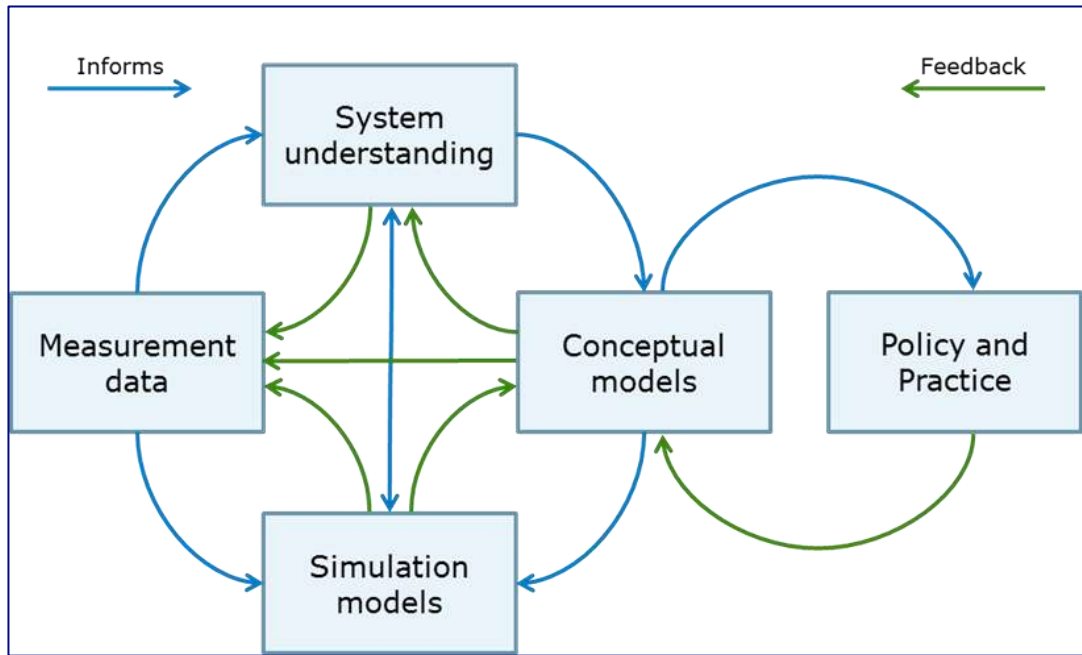 Informs
Feedback
System
understanding
Measurement
data
Conceptual
models
Policy and
Practice
Simulation
models